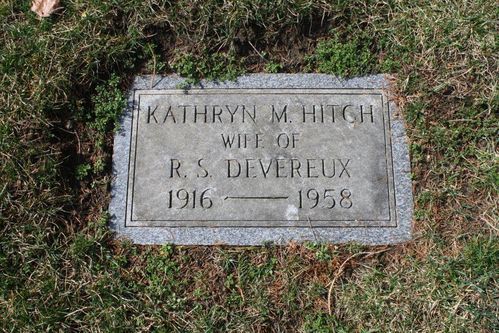 KATHRYN M. HITCH
WIFE OF
R. S. DEVEREUX
1916 — 1958